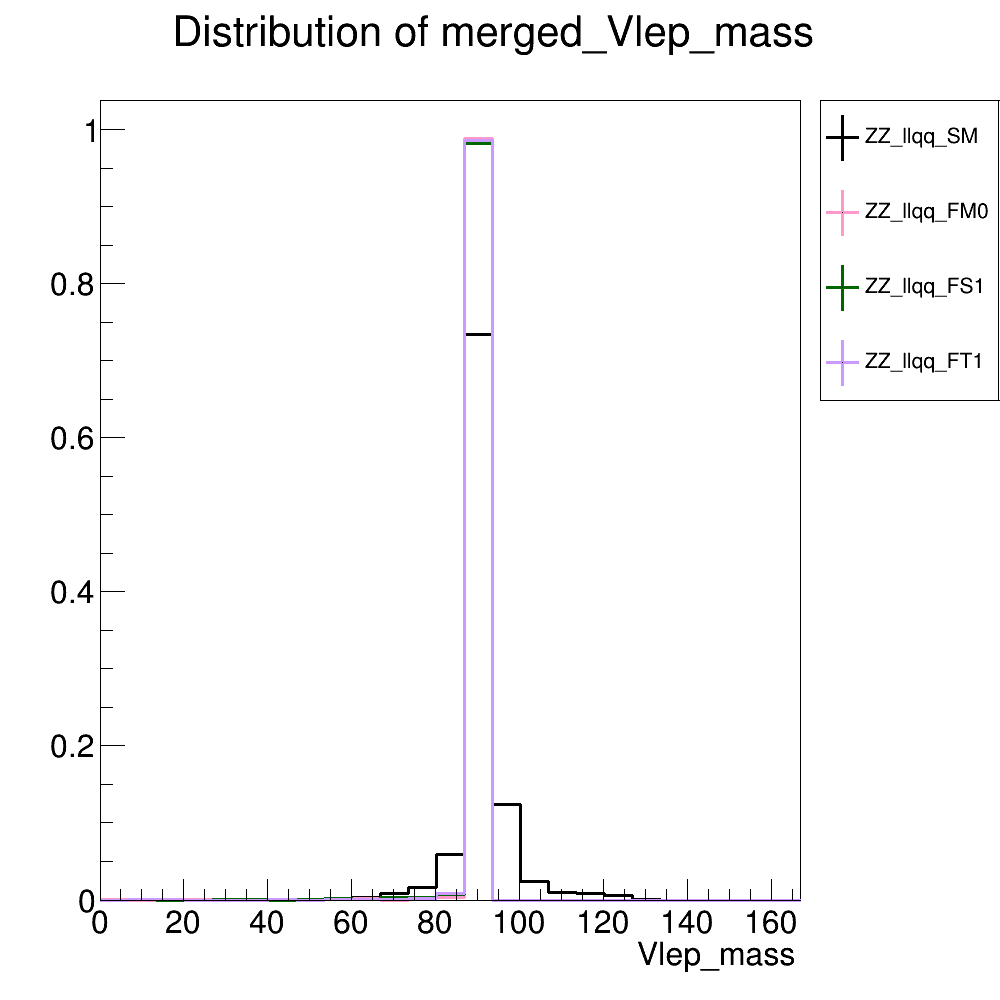 Distribution of merged_Vlep_mass
1
0.8
0.6
0.4
0.2
0
0 20 40 60 80 100 120 140 160
Vlep_mass
ZZ_llqq_SM
ZZ_llqq_FM0
ZZ_llqq_FS1
ZZ_llqq_FT1